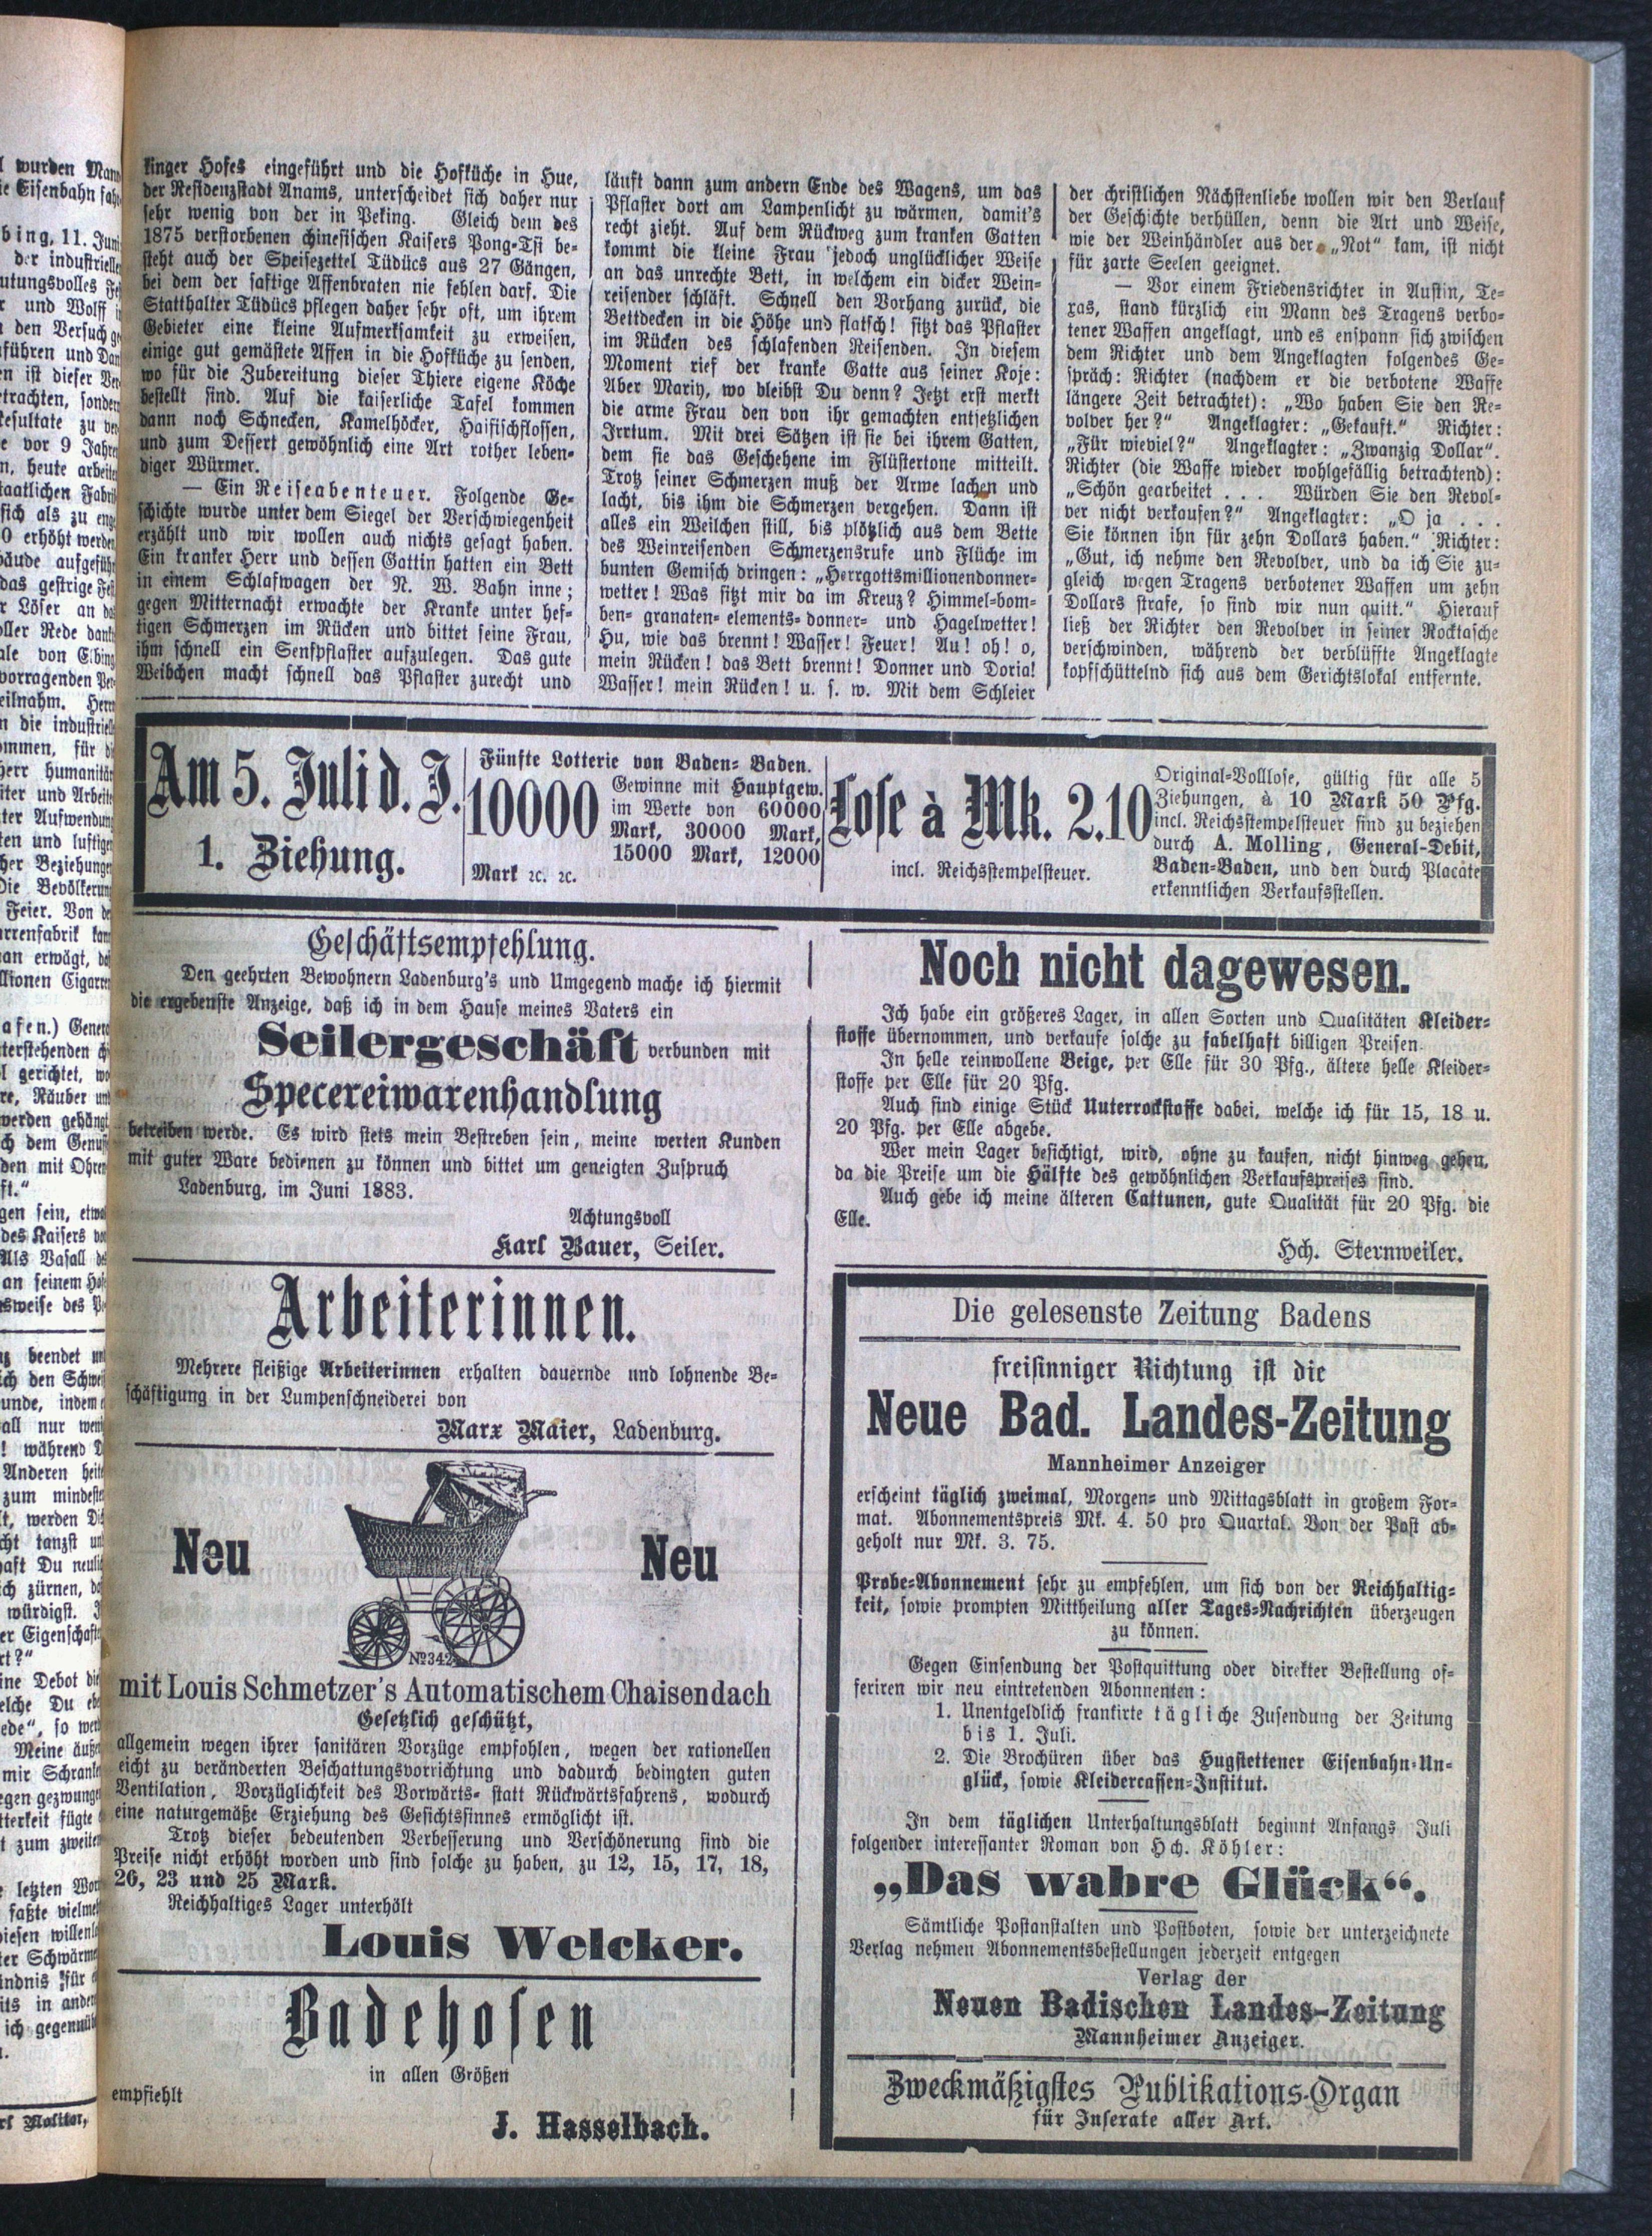 kinger Hofes eingeführt und die Hofküche in Hue,
der Residenzstadt Anams, unterscheidet sich daher nur
sehr wenig von der in Peking. Gleich dem des
1875 verstorbenen chinesischen Kaisers Pong-Tsi be-
steht auch der Speisezettel Tüdücs aus 27 Gängen,
bei dem der saftige Affenbraten nie fehlen darf. Die
Statthalter Tüdücs pflegen daher sehr oft, um ihrem
Gebieter eine kleine Aufmerksamkeit zu erweisen,
einige gut gemästete Affen in die Hofküche zu senden,
wo für die Zubereitung dieser Thiere eigene Köche
bestellt sind. Auf die kaiserliche Tafel kommen
dann noch Schnecken, Kamelhöcker, Haifischflossen,
und zum Dessert gewöhnlich eine Art rother leben-
diger Würmer.
— Ein Reiseabenteuer. Folgende Ge-
schichte wurde unter dem Siegel der Verschwiegenheit
erzählt und wir wollen auch nichts gesagt haben.
Ein kranker Herr und dessen Gattin hatten ein Bett
in einem Schlafwagen der N. W. Bahn inne;
gegen Mitternacht erwachte der Kranke unter hef-
tigen Schmerzen im Rücken und bittet seine Frau,
ihm schnell ein Senfpflaster aufzulegen. Das gute
Weibchen macht schnell das Pflaster zurecht und
läuft dann zum andern Ende des Wagens, um das
Pflaster dort am Lampenlicht zu wärmen, damit's
recht zieht. Auf dem Rückweg zum kranken Gatten
kommt die kleine Frau jedoch unglücklicher Weise
an das unrechte Bett, in welchem ein dicker Wein-
reisender schläft. Schnell den Vorhang zurück, die
Bettdecken in die Höhe und flatsch! sitzt das Pflaster
im Rücken des schlafenden Reisenden. In diesem
Moment rief der kranke Gatte aus seiner Koje:
Aber Mariy, wo bleibst Du denn? Jetzt erst merkt
die arme Frau den von ihr gemachten entsetzlichen
Irrtum. Mit drei Sätzen ist sie bei ihrem Gatten,
dem sie das Geschehene im Flüstertone mitteilt.
Trotz seiner Schmerzen muß der Arme lachen und
lacht, bis ihm die Schmerzen vergehen. Dann ist
alles ein Weilchen still, bis plötzlich aus dem Bette
des Weinreisenden Schmerzensrufe und Flüche im
bunten Gemisch dringen: „Herrgottsmillionendonner-
wetter! Was sitzt mir da im Kreuz? Himmel-bom-
ben- granaten- elements- donner- und Hagelwetter!
Hu, wie das brennt! Wasser! Feuer! Au! oh! o,
mein Rücken! das Bett brennt! Donner und Doria!
Wasser! mein Rücken! u. s. w. Mit dem Schleier
der christlichen Nächstenliebe wollen wir den Verlauf
der Geschichte verhüllen, denn die Art und Weise,
wie der Weinhändler aus der „Not“ kam, ist nicht
für zarte Seelen geeignet.
— Vor einem Friedensrichter in Austin, Te-
xas, stand kürzlich ein Mann des Tragens verbo-
tener Waffen angeklagt, und es enspann sich zwischen
dem Richter und dem Angeklagten folgendes Ge-
spräch: Richter (nachdem er die verbotene Waffe
längere Zeit betrachtet): „Wo haben Sie den Re-
volver her?“ Angeklagter: „Gekauft.“ Richter:
„Für wieviel?“ Angeklagter: „Zwanzig Dollar“.
Richter (die Waffe wieder wohlgefällig betrachtend):
„Schön gearbeitet . . . Würden Sie den Revol-
ver nicht verkaufen?“ Angeklagter: „O ja . . .
Sie können ihn für zehn Dollars haben.“ Richter:
„Gut, ich nehme den Revolver, und da ich Sie zu-
gleich wegen Tragens verbotener Waffen um zehn
Dollars strafe, so sind wir nun quitt.“ Hierauf
ließ der Richter den Revolver in seiner Rocktasche
verschwinden, während der verblüffte Angeklagte
kopfschüttelnd sich aus dem Gerichtslokal entfernte.
Am 5. Juli d. J.
1. Ziehung.
Fünfte Lotterie von Baden-Baden.
10000
Gewinne mit Hauptgew.
im Werte von 60000
Mark, 30000 Mark,
15000 Mark, 12000
Mark ꝛc. ꝛc.
Lose à Mk. 2.10
incl. Reichsstempelsteuer.
Original-Volllose, gültig für alle 5
Ziehungen, à 10 Mark 50 Pfg.
incl. Reichsstempelsteuer sind zu beziehen
durch A. Molling, General-Debit,
Baden-Baden, und den durch Placate
erkenntlichen Verkaufsstellen.
Geschäftsempfehlung.
Den geehrten Bewohnern Ladenburg's und Umgegend mache ich hiermit
die ergebenste Anzeige, daß ich in dem Hause meines Vaters ein
Seilergeschäft verbunden mit
Specereiwarenhandlung
betreiben werde. Es wird stets mein Bestreben sein, meine werten Kunden
mit guter Ware bedienen zu können und bittet um geneigten Zuspruch
Ladenburg, im Juni 1883.
Achtungsvoll
Karl Bauer, Seiler.
Arbeiterinnen.
Mehrere fleißige Arbeiterinnen erhalten dauernde und lohnende Be-
schäftigung in der Lumpenschneiderei von
Marx Maier, Ladenburg.
Neu
Neu
No 342
mit Louis Schmetzer's Automatischem Chaisendach
Gesetzlich geschützt,
allgemein wegen ihrer sanitären Vorzüge empfohlen, wegen der rationellen
eicht zu veränderten Beschattungsvorrichtung und dadurch bedingten guten
Ventilation, Vorzüglichkeit des Vorwärts- statt Rückwärtsfahrens, wodurch
eine naturgemäße Erziehung des Gesichtssinnes ermöglicht ist.
Trotz dieser bedeutenden Verbesserung und Verschönerung sind die
Preise nicht erhöht worden und sind solche zu haben, zu 12, 15, 17, 18,
20, 23 und 25 Mark.
Reichhaltiges Lager unterhölt
Louis Welcker.
Badehosen
in allen Größen
empfiehlt
J. Hasselbach.
Noch nicht dagewesen.
Ich habe ein größeres Lager, in allen Sorten und Qualitäten Kleider-
stoffe übernommen, und verkaufe solche zu fabelhaft billigen Preisen.
In helle reinwollene Beige, per Elle für 30 Pfg., ältere helle Kleider-
stoffe per Elle für 20 Pfg.
Auch sind einige Stück Unterrockstoffe dabei, welche ich für 15, 18 u.
20 Pfg. per Elle abgebe.
Wer mein Lager besichtigt, wird, ohne zu kaufen, nicht hinweg gehen,
da die Preise um die Hälfte des gewöhnlichen Verkaufspreises sind.
Auch gebe ich meine älteren Cattunen, gute Qualität für 20 Pfg. die
Elle.
Hch. Sternweiler.
Die gelesenste Zeitung Badens
freisinniger Richtung ist die
Neue Bad. Landes-Zeitung
Mannheimer Anzeiger
erscheint täglich zweimal, Morgen- und Mittagsblatt in großem For-
mat. Abonnementspreis Mk. 4. 50 pro Quartal. Von der Post ab-
geholt nur Mk. 3. 75.
Probe-Abonnement sehr zu empfehlen, um sich von der Reichhaltig-
keit, sowie prompten Mittheilung aller Tages-Nachrichten überzeugen
zu können.
Gegen Einsendung der Postquittung oder direkter Bestellung of-
feriren wir neu eintretenden Abonnenten:
1. Unentgeldlich frankirte tägliche Zusendung der Zeitung
bis 1. Juli.
2. Die Brochüren über das Hugstettener Eisenbahn-Un-
glück, sowie Kleidercassen-Institut.
In dem täglichen Unterhaltungsblatt beginnt Anfangs Juli
folgender interessanter Roman von Hch. Köhler:
„Das wahre Glück“.
Sämtliche Postanstalten und Postboten, sowie der unterzeichnete
Verlag nehmen Abonnementsbestellungen jederzeit entgegen
Verlag der
Neuen Badischen Landes-Zeitung
Mannheimer Anzeiger.
Zweckmäßigstes Publikations-Organ
für Inserate aller Art.